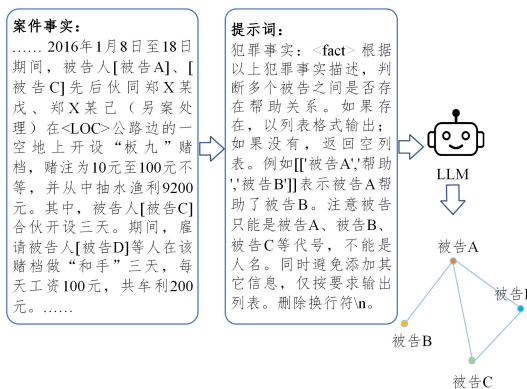 案件事实:
…… 2016年1月8日至18日
期间，被告人[被告A]、[
被告C]先后伙同郑X某
戊、郑X某己（另案处
理）在<LOC>公路边的一
空地上开设“板九”赌
档，赌注为10元至100元不
等，并从中抽水渔利9200
元。其中，被告人[被告C]
合伙开设三天。期间，雇
请被告人[被告D]等人在该
赌档做“和手”三天，每
天工资100元，共车利200
元。……
提示词:
犯罪事实：<fact> 根据
以上犯罪事实描述，判
断多个被告之间是否存
在帮助关系。如果存
在，以列表格式输出；
如果没有，返回空列
表。例如[['被告A','帮助
','被告B']]表示被告A帮
助了被告B。注意被告
只能是被告A、被告B、
被告C等代号，不能是
人名。同时避免添加其
它信息，仅按要求输出
列表。删除换行符\n。
LLM
被告A
被告B
被告C